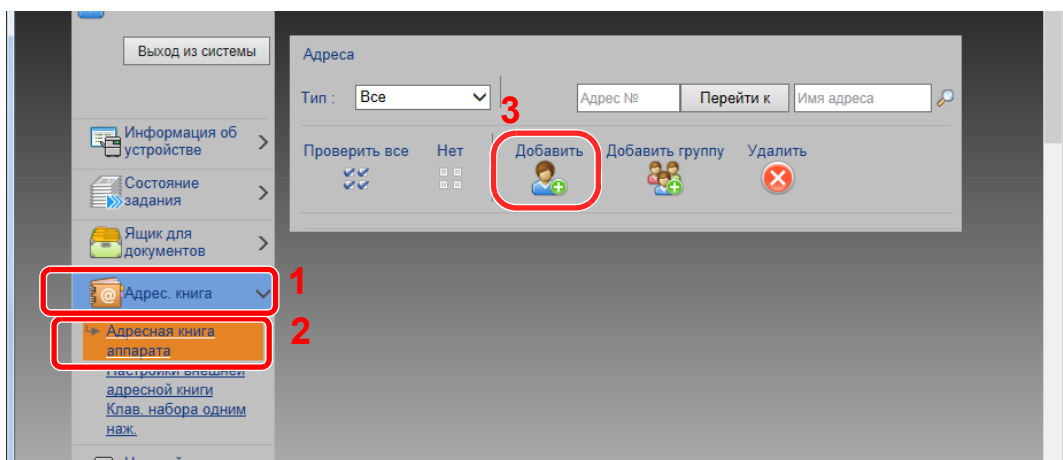 Выход из системы
Информация об
устройстве
Состояние
задания
Ящик для
документов
Адрес. книга
1
Адресная книга
аппарата
2
Настройки внешней
адресной книги
Клав. набора одним
наж.
Адреса
Тип :
Все
3
Адрес №
Перейти к
Имя адреса
Проверить все
Нет
Добавить
Добавить группу
Удалить